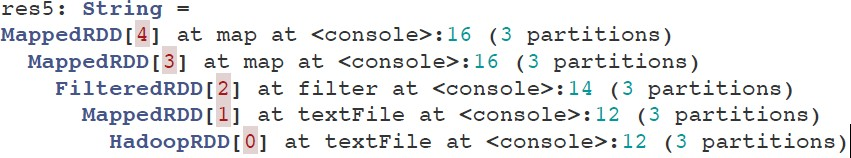 res5: String =
MappedRDD[4] at map at <console>:16 (3 partitions)
MappedRDD[3] at map at <console>:16 (3 partitions)
FilteredRDD[2] at filter at <console>:14 (3 partitions)
MappedRDD[1] at textFile at <console>:12 (3 partitions)
HadoopRDD[0] at textFile at <console>:12 (3 partitions)